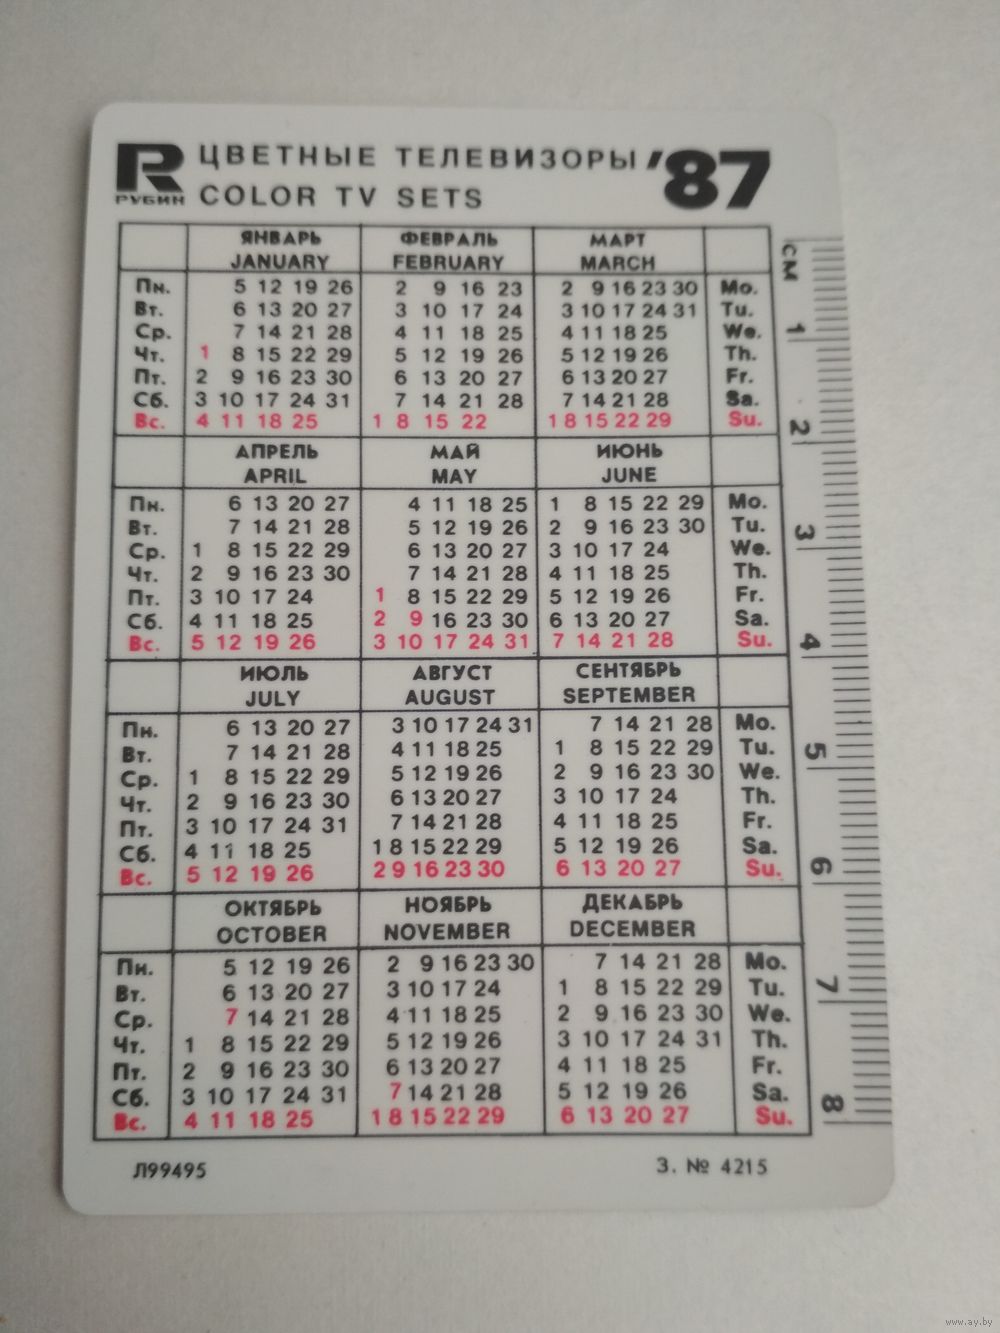 ЦВЕТНЫЕ ТЕЛЕВИЗОРЫ '87
РУБИН COLOR TV SETS
ЯНВАРЬ ФЕВРАЛЬ МАРТ
JANUARY FEBRUARY MARCH
Пн. 5 12 19 26 2 9 16 23 2 9 16 23 30 Mo.
Вт. 6 13 20 27 3 10 17 24 3 10 17 24 31 Tu.
Ср. 7 14 21 28 4 11 18 25 4 11 18 25 We.
Чт. 1 8 15 22 29 5 12 19 26 5 12 19 26 Th.
Пт. 2 9 16 23 30 6 13 20 27 6 13 20 27 Fr.
Сб. 3 10 17 24 31 7 14 21 28 7 14 21 28 Sa.
Вс. 4 11 18 25 1 8 15 22 1 8 15 22 29 Su.
АПРЕЛЬ МАЙ ИЮНЬ
APRIL MAY JUNE
Пн. 6 13 20 27 4 11 18 25 1 8 15 22 29 Mo.
Вт. 7 14 21 28 5 12 19 26 2 9 16 23 30 Tu.
Ср. 1 8 15 22 29 6 13 20 27 3 10 17 24 We.
Чт. 2 9 16 23 30 7 14 21 28 4 11 18 25 Th.
Пт. 3 10 17 24 1 8 15 22 29 5 12 19 26 Fr.
Сб. 4 11 18 25 2 9 16 23 30 6 13 20 27 Sa.
Вс. 5 12 19 26 3 10 17 24 31 7 14 21 28 Su.
ИЮЛЬ АВГУСТ СЕНТЯБРЬ
JULY AUGUST SEPTEMBER
Пн. 6 13 20 27 3 10 17 24 31 7 14 21 28 Mo.
Вт. 7 14 21 28 4 11 18 25 1 8 15 22 29 Tu.
Ср. 1 8 15 22 29 5 12 19 26 2 9 16 23 30 We.
Чт. 2 9 16 23 30 6 13 20 27 3 10 17 24 Th.
Пт. 3 10 17 24 31 7 14 21 28 4 11 18 25 Fr.
Сб. 4 11 18 25 1 8 15 22 29 5 12 19 26 Sa.
Вс. 5 12 19 26 2 9 16 23 30 6 13 20 27 Su.
ОКТЯБРЬ НОЯБРЬ ДЕКАБРЬ
OCTOBER NOVEMBER DECEMBER
Пн. 5 12 19 26 2 9 16 23 30 7 14 21 28 Mo.
Вт. 6 13 20 27 3 10 17 24 1 8 15 22 29 Tu.
Ср. 7 14 21 28 4 11 18 25 2 9 16 23 30 We.
Чт. 1 8 15 22 29 5 12 19 26 3 10 17 24 31 Th.
Пт. 2 9 16 23 30 6 13 20 27 4 11 18 25 Fr.
Сб. 3 10 17 24 31 7 14 21 28 5 12 19 26 Sa.
Вс. 4 11 18 25 1 8 15 22 29 6 13 20 27 Su.
Л99495 З. № 4215
см 1 2 3 4 5 6 7 8
www.ay.by